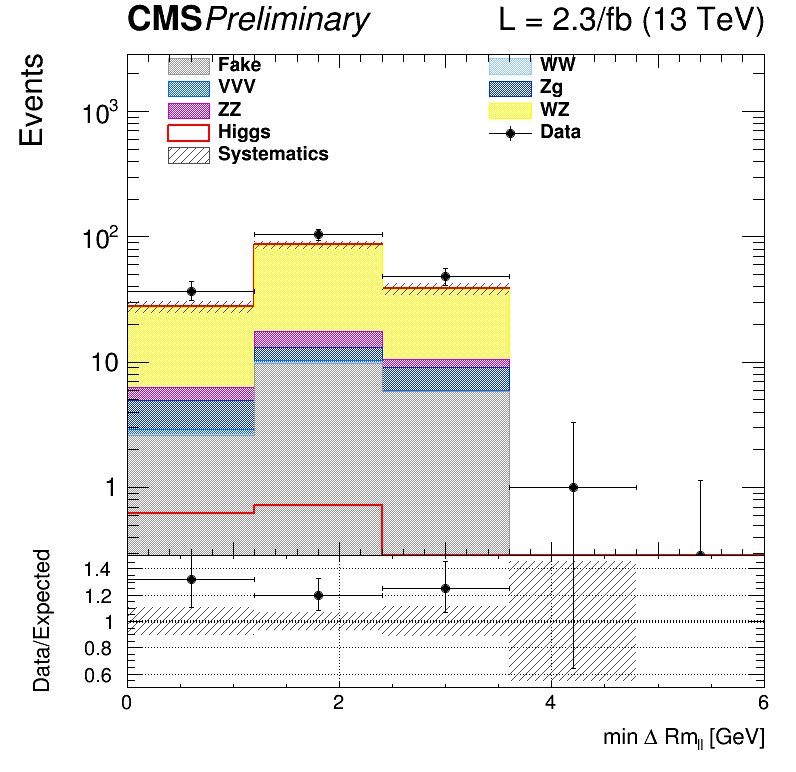 CMS Preliminary L = 2.3/fb (13 TeV)
Events
Fake WW
VVV Zg
ZZ WZ
Higgs Data
Systematics
10³
10²
10
1
Data/Expected
1.4
1.2
1
0.8
0.6
0 2 4 6
min Δ Rm_ll [GeV]